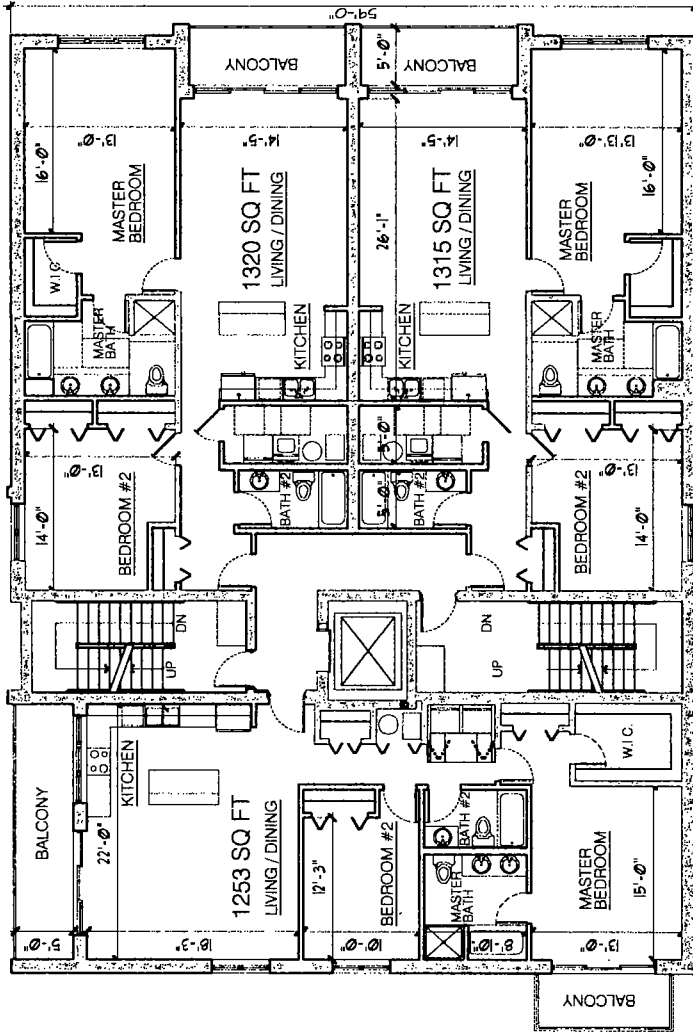 59'-0"
BALCONY
BALCONY
5'-0"
16'-0"
13'-0"
MASTER
BEDROOM
14'-5"
1320 SQ FT
LIVING / DINING
14'-5"
1315 SQ FT
LIVING / DINING
26'-1"
13'-0"
MASTER
BEDROOM
16'-0"
W.I.C.
MASTER
BATH
KITCHEN
KITCHEN
MASTER
BATH
14'-0"
13'-0"
BEDROOM #2
BATH #2
BATH #2
5'-0"
BEDROOM #2
13'-0"
14'-0"
UP
DN
UP
DN
BALCONY
5'-0"
KITCHEN
22'-0"
1253 SQ FT
LIVING / DINING
18'-3"
12'-3"
BEDROOM #2
10'-0"
BATH #2
MASTER
BATH
8'-10"
W.I.C.
MASTER
BEDROOM
15'-0"
13'-0"
BALCONY